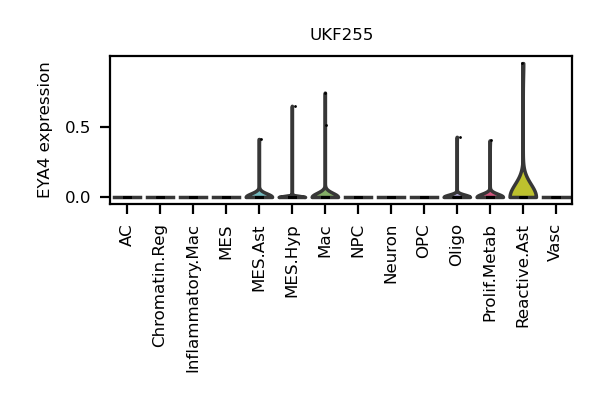 UKF255
EYA4 expression
0.5
0.0
AC
Chromatin.Reg
Inflammatory.Mac
MES
MES.Ast
MES.Hyp
Mac
NPC
Neuron
OPC
Oligo
Prolif.Metab
Reactive.Ast
Vasc